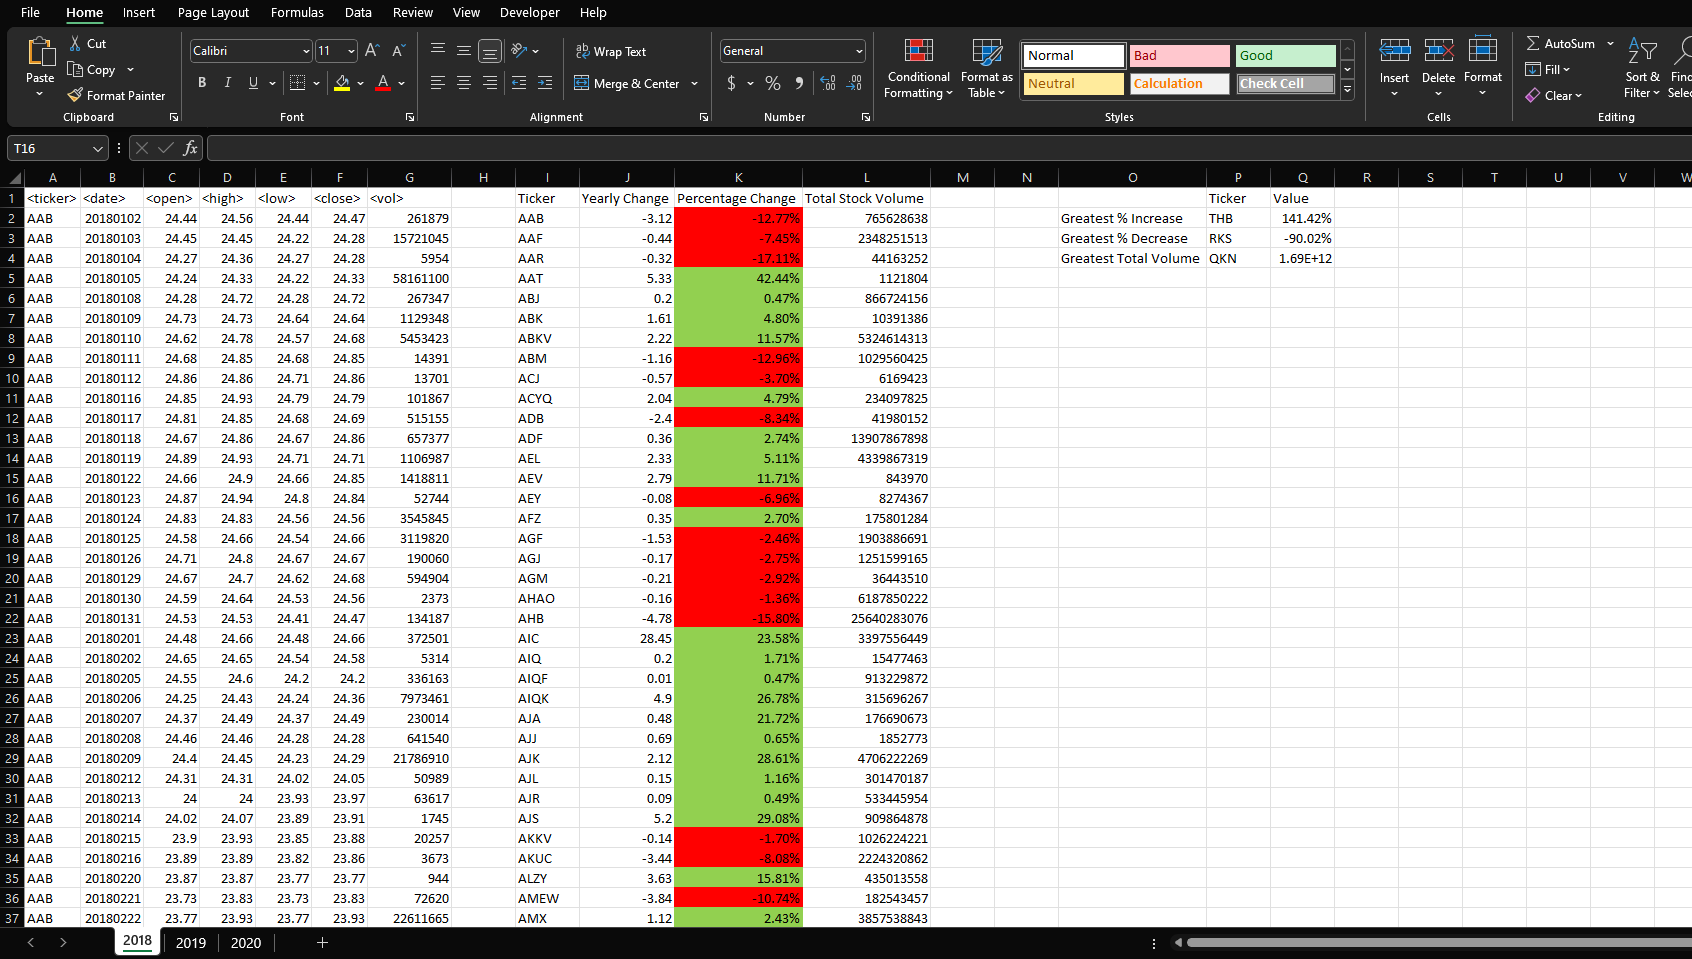 File Home Insert Page Layout Formulas Data Review View Developer Help
Paste
Cut
Copy
Format Painter
Clipboard
Calibri 11 A A
B I U A
Font
ab Wrap Text
Merge & Center
Alignment
General
$ % 9 .00 .00
Number
Conditional Formatting
Format as Table
Normal Bad Good
Neutral Calculation Check Cell
Styles
Insert Delete Format
Cells
AutoSum
Fill
Clear
Sort & Filter
Editing
T16 fx
A B C D E F G H I J K L M N O P Q R S T U V W
1 <ticker> <date> <open> <high> <low> <close> <vol> Ticker Yearly Change Percentage Change Total Stock Volume Ticker Value
2 AAB 20180102 24.44 24.56 24.44 24.47 261879 AAB -3.12 -12.77% 765628638 Greatest % Increase THB 141.42%
3 AAB 20180103 24.45 24.45 24.22 24.28 15721045 AAF -0.44 -7.45% 2348251513 Greatest % Decrease RKS -90.02%
4 AAB 20180104 24.27 24.36 24.27 24.28 5954 AAR -0.32 -17.11% 44163252 Greatest Total Volume QKN 1.69E+12
5 AAB 20180105 24.24 24.33 24.22 24.33 58161100 AAT 5.33 42.44% 1121804
6 AAB 20180108 24.28 24.72 24.28 24.72 267347 ABJ 0.2 0.47% 866724156
7 AAB 20180109 24.73 24.73 24.64 24.64 1129348 ABK 1.61 4.80% 10391386
8 AAB 20180110 24.62 24.78 24.57 24.68 5453423 ABKV 2.22 11.57% 5324614313
9 AAB 20180111 24.68 24.85 24.68 24.85 14391 ABM -1.16 -12.96% 1029560425
10 AAB 20180112 24.86 24.86 24.71 24.86 13701 ACJ -0.57 -3.70% 6169423
11 AAB 20180116 24.85 24.93 24.79 24.79 101867 ACYQ 2.04 4.79% 234097825
12 AAB 20180117 24.81 24.85 24.68 24.69 515155 ADB -2.4 -8.34% 41980152
13 AAB 20180118 24.67 24.86 24.67 24.86 657377 ADF 0.36 2.74% 13907867898
14 AAB 20180119 24.89 24.93 24.71 24.71 1106987 AEL 2.33 5.11% 4339867319
15 AAB 20180122 24.66 24.9 24.66 24.85 1418811 AEV 2.79 11.71% 843970
16 AAB 20180123 24.87 24.94 24.8 24.84 52744 AEY -0.08 -6.96% 8274367
17 AAB 20180124 24.83 24.83 24.56 24.56 3545845 AFZ 0.35 2.70% 175801284
18 AAB 20180125 24.58 24.66 24.54 24.66 3119820 AGF -1.53 -2.46% 1903886691
19 AAB 20180126 24.71 24.8 24.67 24.67 190060 AGJ -0.17 -2.75% 1251599165
20 AAB 20180129 24.67 24.7 24.62 24.68 594904 AGM -0.21 -2.92% 36443510
21 AAB 20180130 24.59 24.64 24.53 24.56 2373 AHAO -0.16 -1.36% 6187850222
22 AAB 20180131 24.53 24.53 24.41 24.47 134187 AHB -4.78 -15.80% 25640283076
23 AAB 20180201 24.48 24.66 24.48 24.66 372501 AIC 28.45 23.58% 3397556449
24 AAB 20180202 24.65 24.65 24.54 24.58 5314 AIQ 0.2 1.71% 15477463
25 AAB 20180205 24.55 24.6 24.2 24.2 336163 AIQF 0.01 0.47% 913229872
26 AAB 20180206 24.25 24.43 24.24 24.36 7973461 AIQK 4.9 26.78% 315696267
27 AAB 20180207 24.37 24.49 24.37 24.49 230014 AJA 0.48 21.72% 176690673
28 AAB 20180208 24.46 24.46 24.28 24.28 641540 AJJ 0.69 0.65% 1852773
29 AAB 20180209 24.4 24.45 24.23 24.29 21786910 AJK 2.12 28.61% 4706222269
30 AAB 20180212 24.31 24.31 24.02 24.05 50989 AJL 0.15 1.16% 301470187
31 AAB 20180213 24 24 23.93 23.97 63617 AJR 0.09 0.49% 533445954
32 AAB 20180214 24.02 24.07 23.89 23.91 1745 AJS 5.2 29.08% 909864878
33 AAB 20180215 23.9 23.93 23.85 23.88 20257 AKKV -0.14 -1.70% 1026224221
34 AAB 20180216 23.89 23.89 23.82 23.86 3673 AKUC -3.44 -8.08% 2224320862
35 AAB 20180220 23.87 23.87 23.77 23.77 944 ALZY 3.63 15.81% 435013558
36 AAB 20180221 23.73 23.83 23.73 23.83 72620 AMEW -3.84 -10.74% 182543457
37 AAB 20180222 23.77 23.93 23.77 23.93 22611665 AMX 1.12 2.43% 3857538843
2018 2019 2020